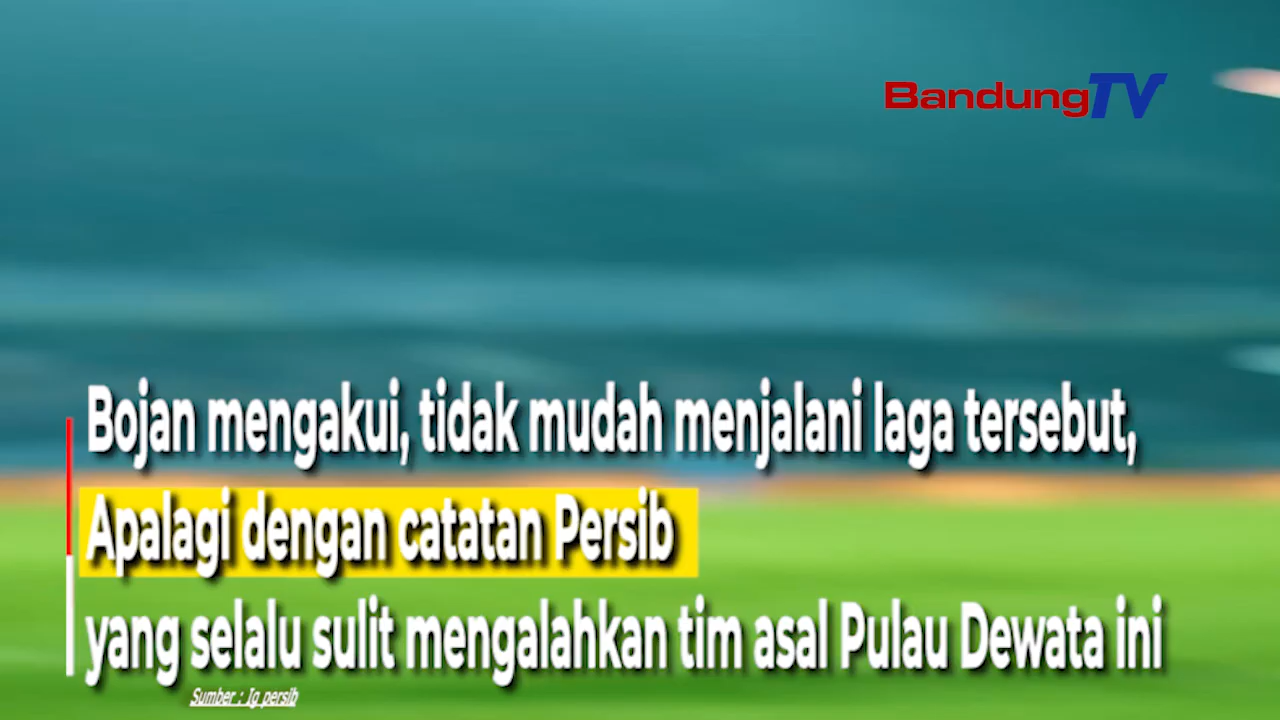 BandungTV
Bojan mengakui, tidak mudah menjalani laga tersebut,
Apalagi dengan catatan Persib
yang selalu sulit mengalahkan tim asal Pulau Dewata ini
Sumber : Ig persib